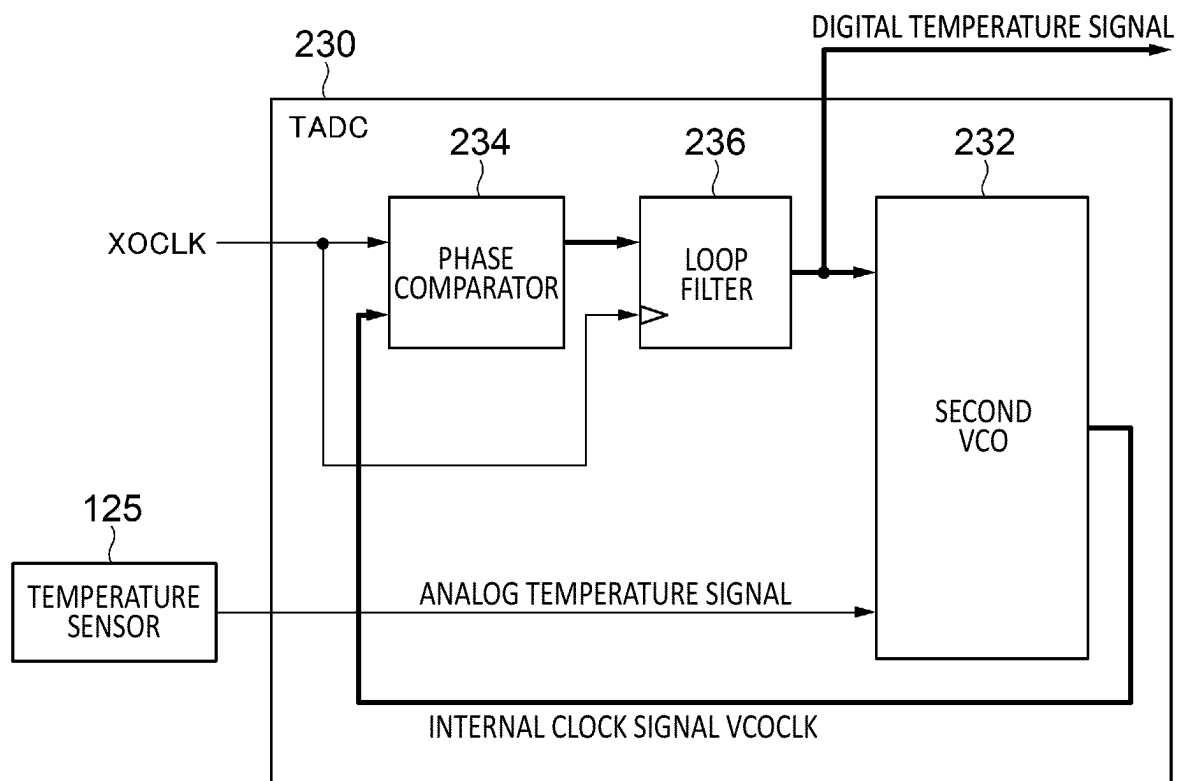 DIGITAL TEMPERATURE SIGNAL
230
TADC
234
236
232
XOCLK
PHASE
COMPARATOR
LOOP
FILTER
SECOND
VCO
125
TEMPERATURE
SENSOR
ANALOG TEMPERATURE SIGNAL
INTERNAL CLOCK SIGNAL VCOCLK